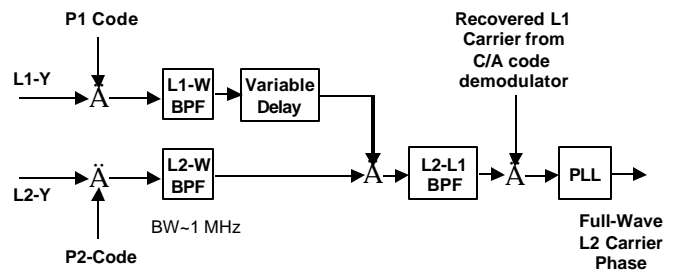 P1 Code
Recovered L1
Carrier from
C/A code
demodulator
L1-Y
Ä
L1-W
BPF
Variable
Delay
L2-Y
Ä
L2-W
BPF
Ä
L2-L1
BPF
Ä
PLL
P2-Code
BW~1 MHz
Full-Wave
L2 Carrier
Phase